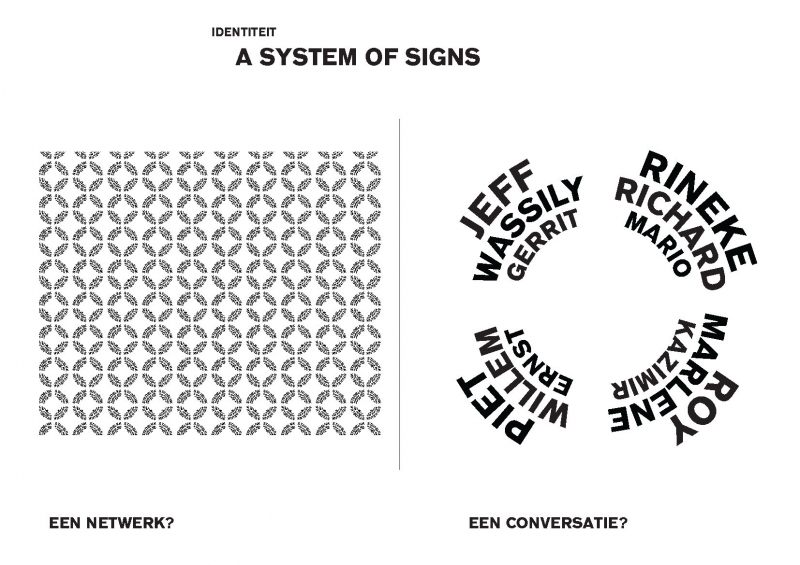 IDENTITEIT
A SYSTEM OF SIGNS
JEFF
WASSILY
GERRIT
RINEKE
RICHARD
MARIO
PIET
WILLEM
ERNST
ROY
MARLENE
KAZIMIR
EEN NETWERK?
EEN CONVERSATIE?